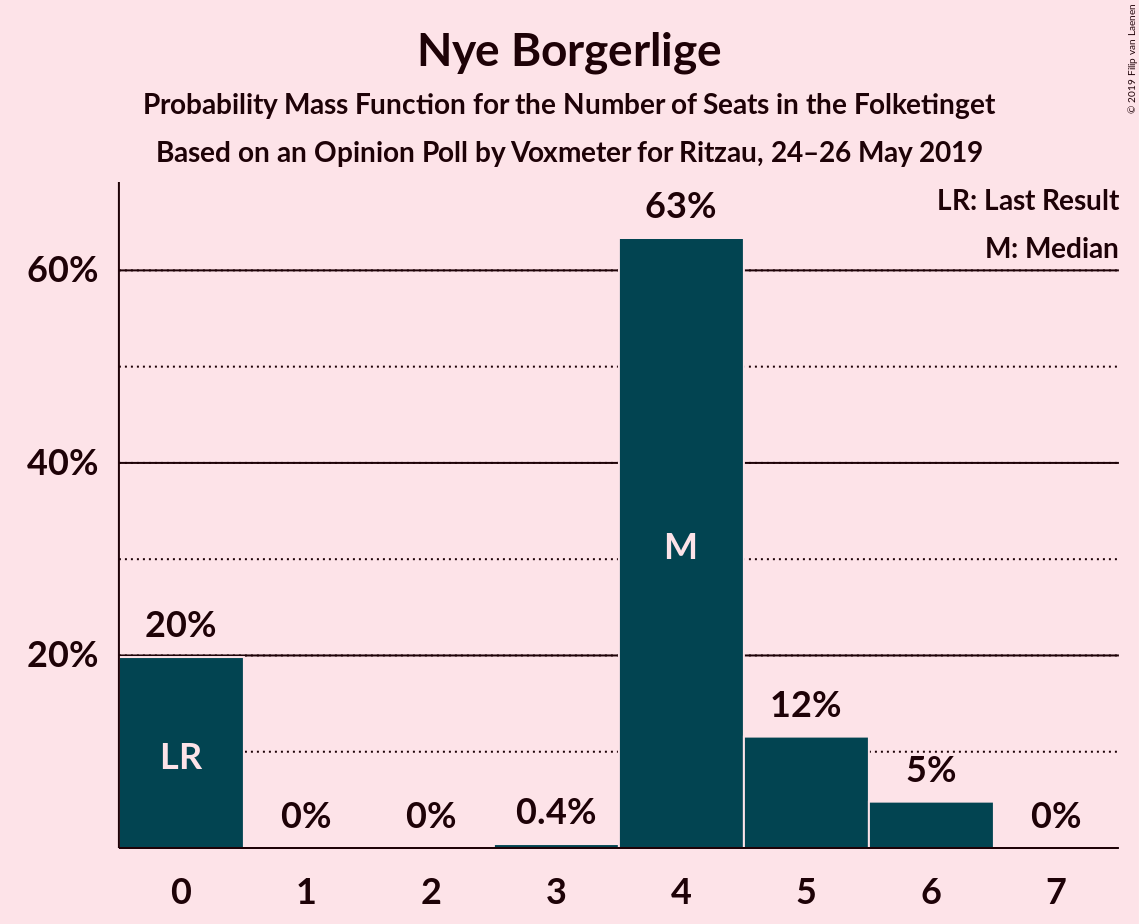 Nye Borgerlige
Probability Mass Function for the Number of Seats in the Folketinget
Based on an Opinion Poll by Voxmeter for Ritzau, 24–26 May 2019
© 2019 Filip van Laenen
LR: Last Result
M: Median
63%
60%
40%
M
20%
20%
12%
LR
5%
0%
0%
0.4%
0%
0 1 2 3 4 5 6 7